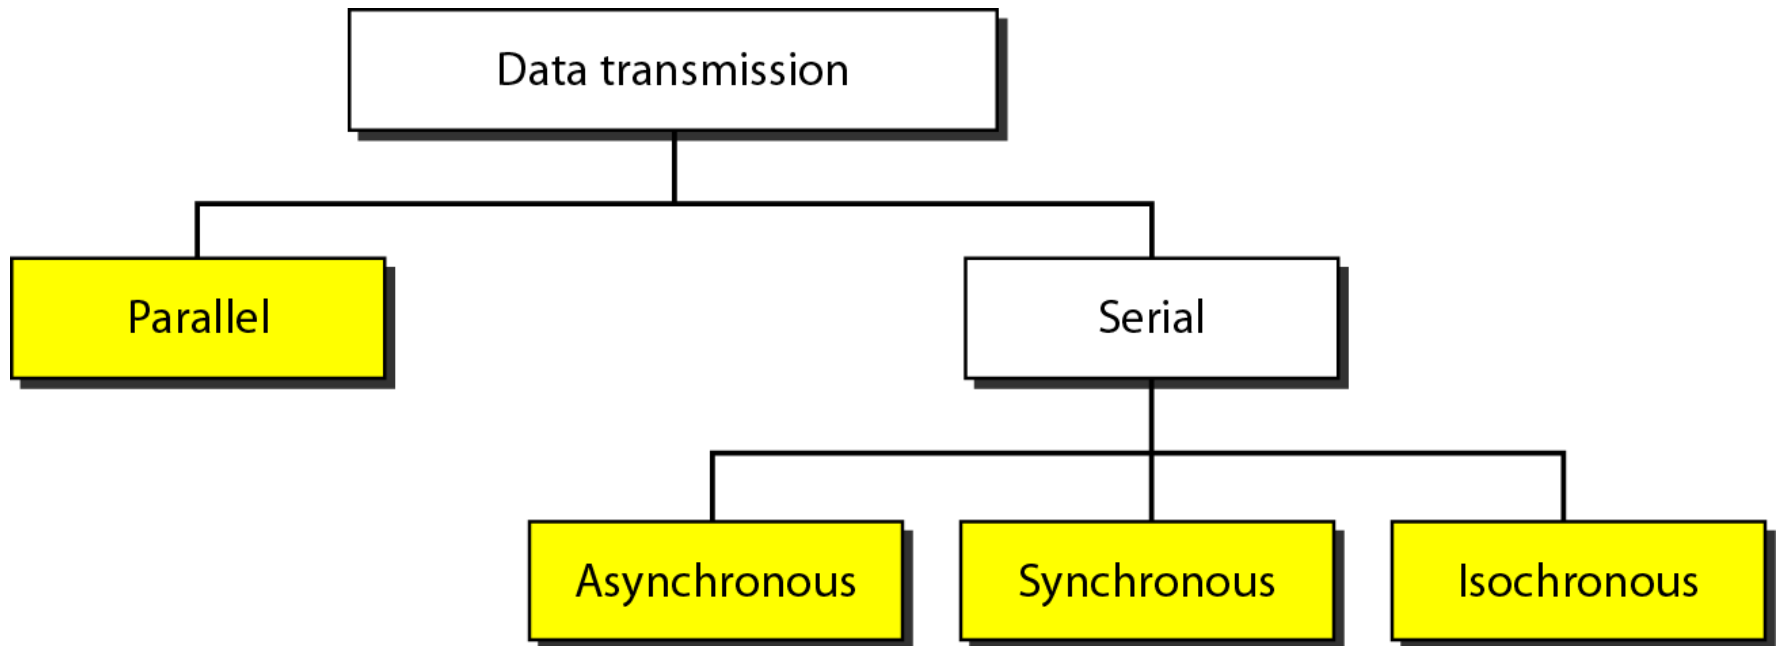 Data transmission
Parallel
Serial
Asynchronous
Synchronous
Isochronous